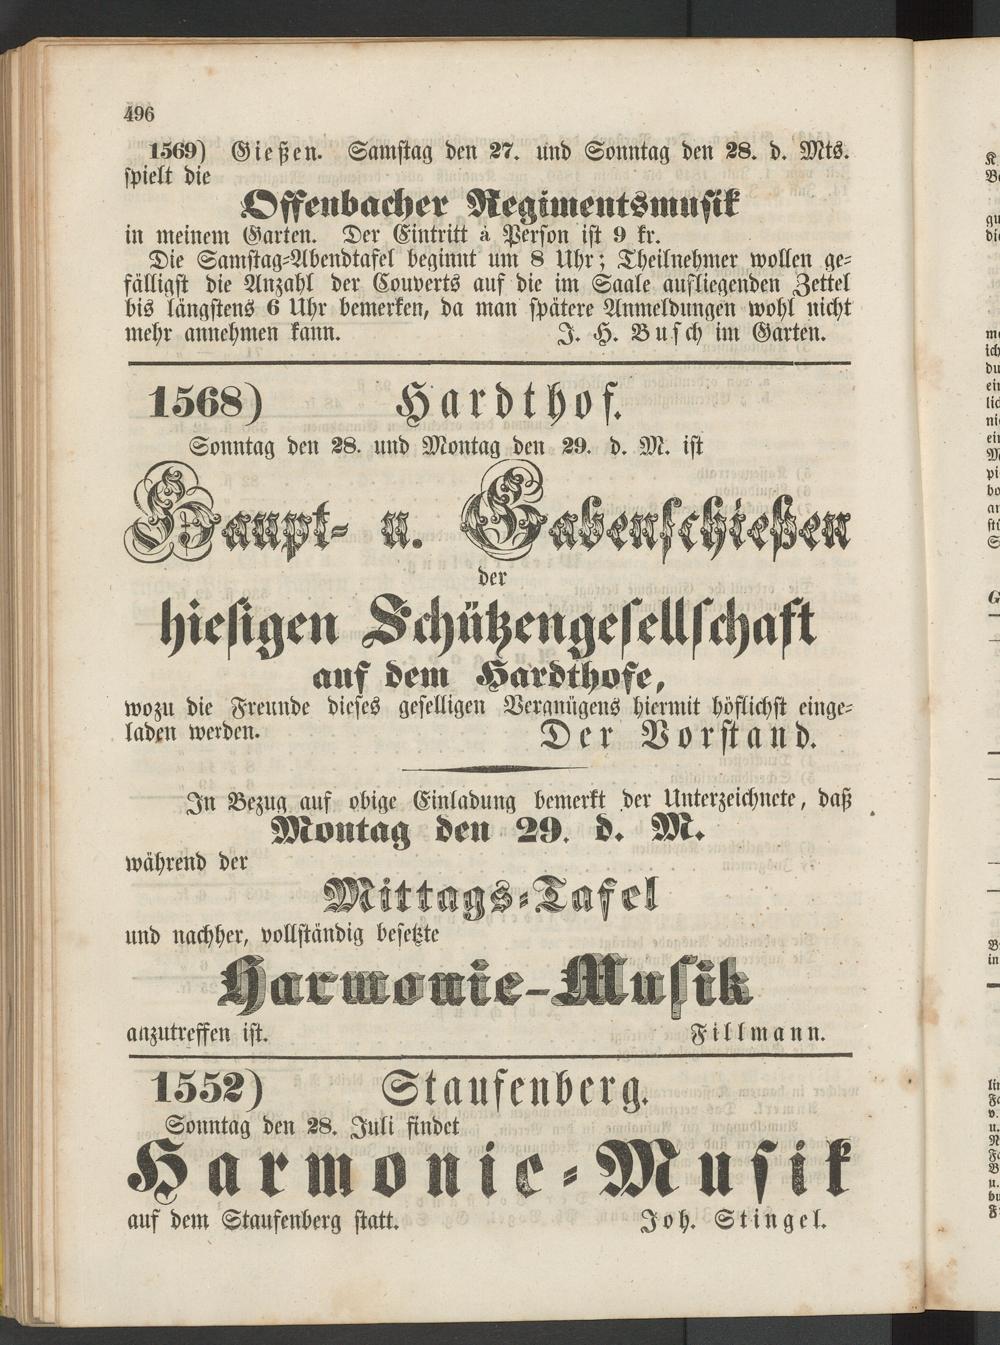 496
1569) Gießen. Samstag den 27. und Sonntag den 28. d. Mts.
spielt die
Offenbacher Regimentsmusik
in meinem Garten. Der Eintritt à Person ist 9 kr.
Die Samstag-Abendtafel beginnt um 8 Uhr; Theilnehmer wollen ge-
fälligst die Anzahl der Couverts auf die im Saale aufliegenden Zettel
bis längstens 6 Uhr bemerken, da man spätere Anmeldungen wohl nicht
mehr annehmen kann. J. H. Busch im Garten.
1568) Hardthof.
Sonntag den 28. und Montag den 29. d. M. ist
Haupt- u. Gabenschießen
der
hiesigen Schützengesellschaft
auf dem Hardthofe,
wozu die Freunde dieses geselligen Vergnügens hiermit höflichst einge-
laden werden. Der Vorstand.
In Bezug auf obige Einladung bemerkt der Unterzeichnete, daß
Montag den 29. d. M.
während der
Mittags-Tafel
und nachher, vollständig besetzte
Harmonie-Musik
anzutreffen ist. Fillmann.
1552) Staufenberg.
Sonntag den 28. Juli findet
Harmonie-Musik
auf dem Staufenberg statt. Joh. Stingel.